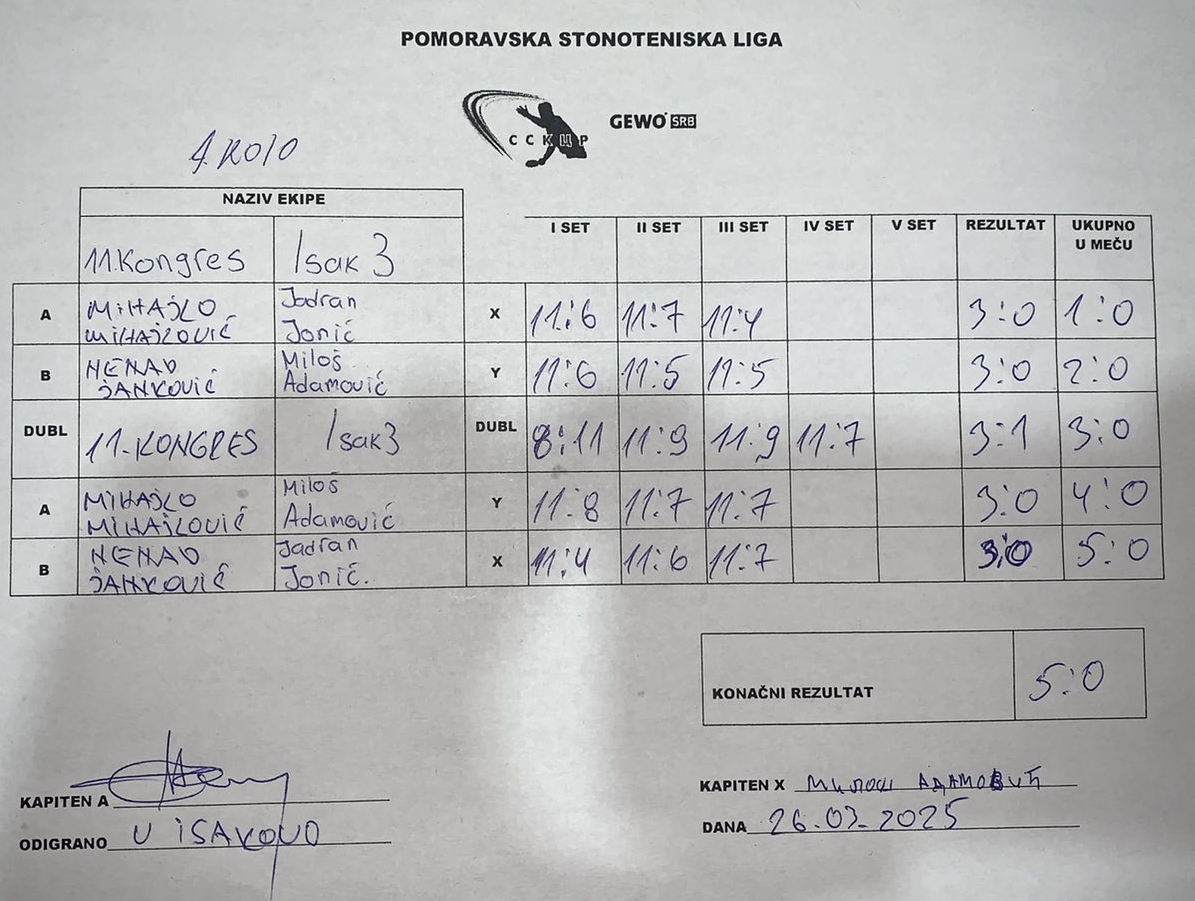 POMORAVSKA STONOTENISKA LIGA
ССКЦР GEWO SRB
NAZIV EKIPE
I SET II SET III SET IV SET V SET REZULTAT UKUPNO U MEČU
11.Kongres Isak 3
A MIHAJLO MIHAJLOVIĆ Jadran Jonić X 11:6 11:7 11:4 3:0 1:0
B NENAD JANKOVIĆ Miloš Adamović Y 11:6 11:5 11:5 3:0 2:0
DUBL 11.KONGRES Isak3 DUBL 8:11 11:9 11:9 11:7 3:1 3:0
A MIHAJLO MIHAJLOVIĆ Miloš Adamović Y 11:8 11:7 11:7 3:0 4:0
B NENAD JANKOVIĆ Jadran Jonić. X 11:4 11:6 11:7 3:0 5:0
KONAČNI REZULTAT 5:0
KAPITEN A
KAPITEN X Милош Адамовић
ODIGRANO U ISAKOVO
DANA 26.03.2025